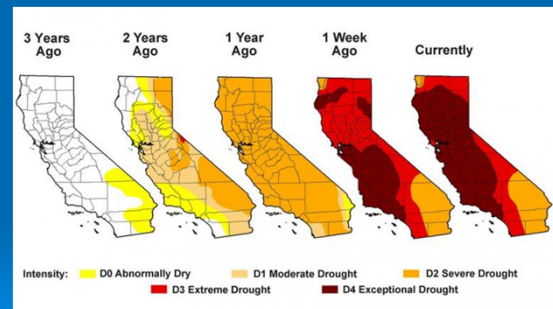 3 Years Ago
2 Years Ago
1 Year Ago
1 Week Ago
Currently
Intensity:
D0 Abnormally Dry
D1 Moderate Drought
D2 Severe Drought
D3 Extreme Drought
D4 Exceptional Drought